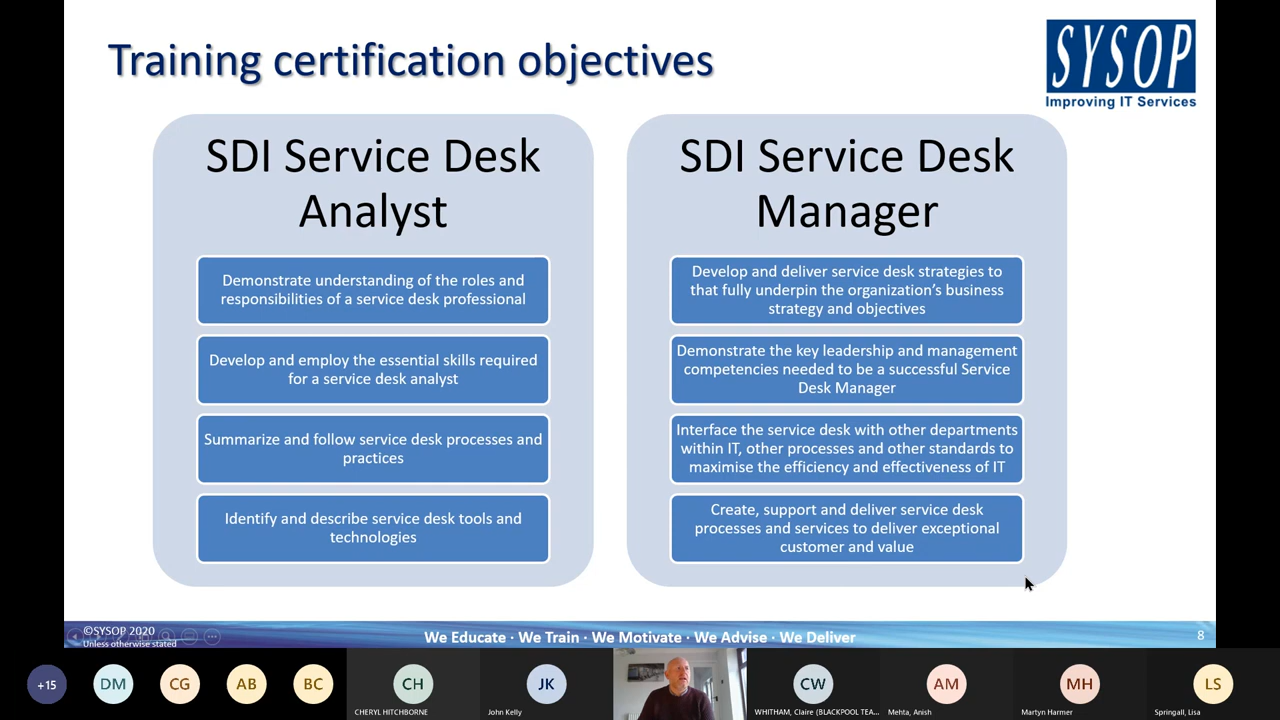 Training certification objectives
SYSOP
Improving IT Services
SDI Service Desk
Analyst
Demonstrate understanding of the roles and
responsibilities of a service desk professional
Develop and employ the essential skills required
for a service desk analyst
Summarize and follow service desk processes and
practices
Identify and describe service desk tools and
technologies
SDI Service Desk
Manager
Develop and deliver service desk strategies to
that fully underpin the organization's business
strategy and objectives
Demonstrate the key leadership and management
competencies needed to be a successful Service
Desk Manager
Interface the service desk with other departments
within IT, other processes and other standards to
maximise the efficiency and effectiveness of IT
Create, support and deliver service desk
processes and services to deliver exceptional
customer and value
©SYSOP 2020
Unless otherwise stated
We Educate · We Train · We Motivate · We Advise · We Deliver
8
+15
DM
CG
AB
BC
CH
CHERYL HITCHBORNE
JK
John Kelly
CW
WHITHAM, Claire (BLACKPOOL TEA...
AM
Mehta, Anish
MH
Martyn Harmer
LS
Springall, Lisa